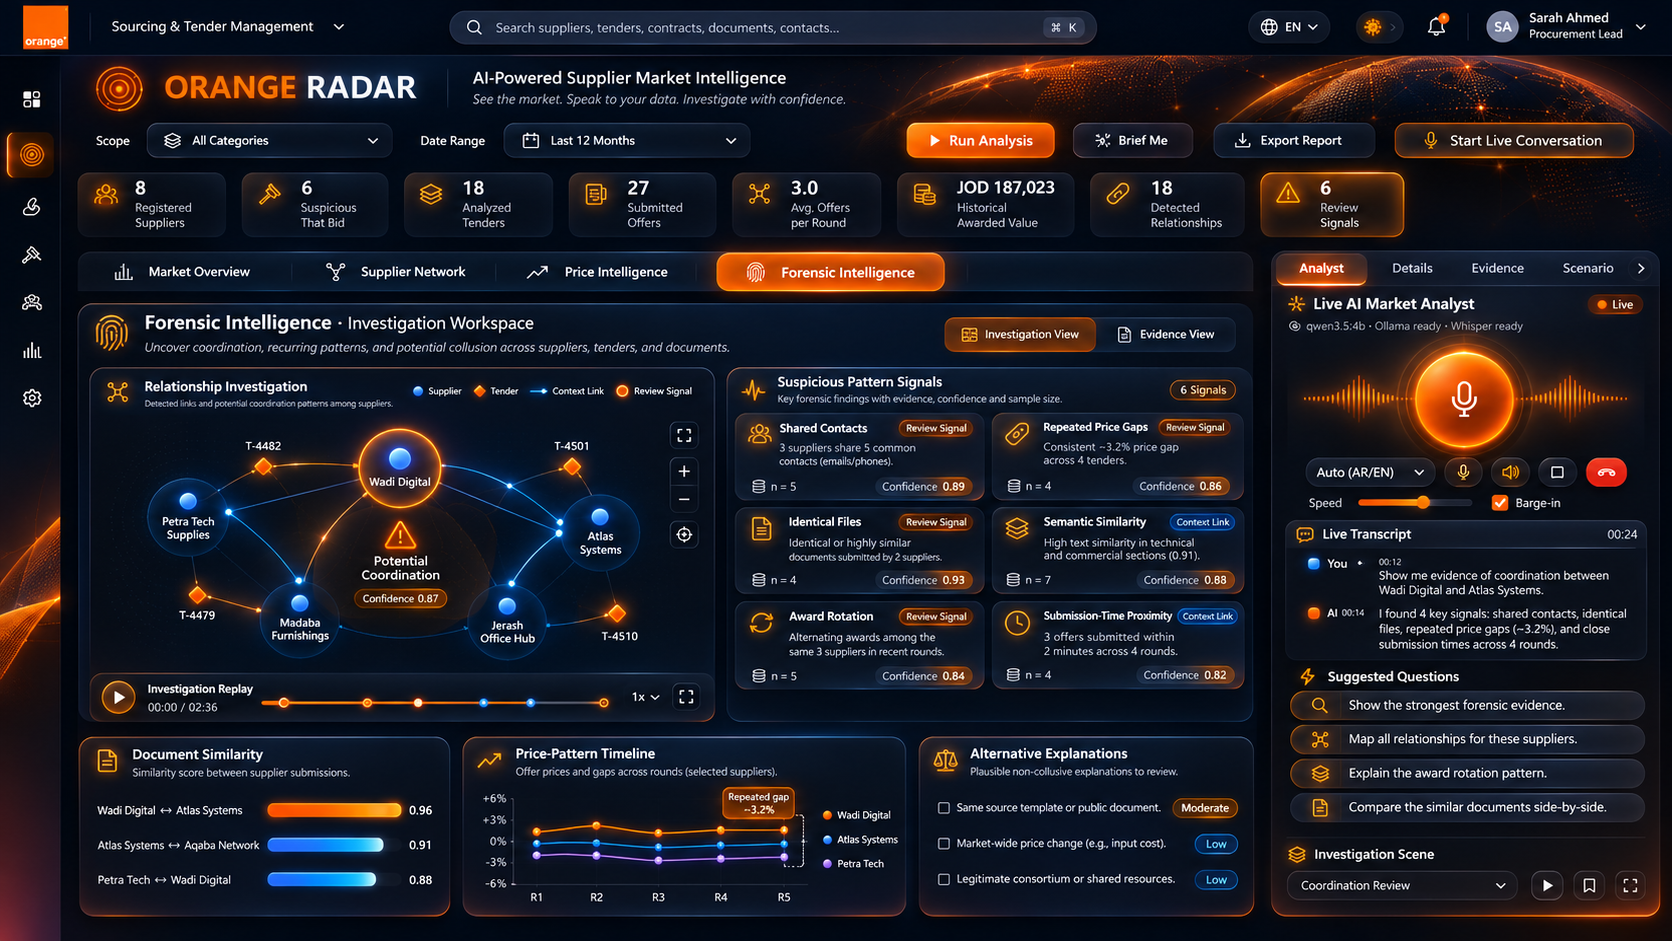 orange
Sourcing & Tender Management
Search suppliers, tenders, contracts, documents, contacts...
⌘ K
EN
SA
Sarah Ahmed
Procurement Lead
ORANGE RADAR
AI-Powered Supplier Market Intelligence
See the market. Speak to your data. Investigate with confidence.
Scope
All Categories
Date Range
Last 12 Months
Run Analysis
Brief Me
Export Report
Start Live Conversation
8
Registered
Suppliers
6
Suspicious
That Bid
18
Analyzed
Tenders
27
Submitted
Offers
3.0
Avg. Offers
per Round
JOD 187,023
Historical
Awarded Value
18
Detected
Relationships
6
Review
Signals
Market Overview
Supplier Network
Price Intelligence
Forensic Intelligence
Forensic Intelligence · Investigation Workspace
Uncover coordination, recurring patterns, and potential collusion across suppliers, tenders, and documents.
Investigation View
Evidence View
Relationship Investigation
Detected links and potential coordination patterns among suppliers.
Supplier
Tender
Context Link
Review Signal
T-4482
T-4501
Wadi Digital
Petra Tech
Supplies
Atlas
Systems
Potential
Coordination
Confidence 0.87
T-4479
Madaba
Furnishings
Jerash
Office Hub
T-4510
Investigation Replay
00:00 / 02:36
1x
Suspicious Pattern Signals
Key forensic findings with evidence, confidence and sample size.
6 Signals
Shared Contacts
Review Signal
3 suppliers share 5 common
contacts (emails/phones).
n = 5
Confidence 0.89
Repeated Price Gaps
Review Signal
Consistent ~3.2% price gap
across 4 tenders.
n = 4
Confidence 0.86
Identical Files
Review Signal
Identical or highly similar
documents submitted by 2 suppliers.
n = 4
Confidence 0.93
Semantic Similarity
Context Link
High text similarity in technical
and commercial sections (0.91).
n = 7
Confidence 0.88
Award Rotation
Review Signal
Alternating awards among the
same 3 suppliers in recent rounds.
n = 5
Confidence 0.84
Submission-Time Proximity
Context Link
3 offers submitted within
2 minutes across 4 rounds.
n = 4
Confidence 0.82
Document Similarity
Similarity score between supplier submissions.
Wadi Digital ↔ Atlas Systems
0.96
Atlas Systems ↔ Aqaba Network
0.91
Petra Tech ↔ Wadi Digital
0.88
Price-Pattern Timeline
Offer prices and gaps across rounds (selected suppliers).
Repeated gap
~3.2%
+6%
+3%
0%
-3%
-6%
R1
R2
R3
R4
R5
Wadi Digital
Atlas Systems
Petra Tech
Alternative Explanations
Plausible non-collusive explanations to review.
Same source template or public document.
Moderate
Market-wide price change (e.g., input cost).
Low
Legitimate consortium or shared resources.
Low
Analyst
Details
Evidence
Scenario
Live AI Market Analyst
Live
qwen3.5:4b • Ollama ready • Whisper ready
Auto (AR/EN)
Speed
Barge-in
Live Transcript
00:24
You
00:12
Show me evidence of coordination between
Wadi Digital and Atlas Systems.
AI 00:14
I found 4 key signals: shared contacts, identical
files, repeated price gaps (~3.2%), and close
submission times across 4 rounds.
Suggested Questions
Show the strongest forensic evidence.
Map all relationships for these suppliers.
Explain the award rotation pattern.
Compare the similar documents side-by-side.
Investigation Scene
Coordination Review